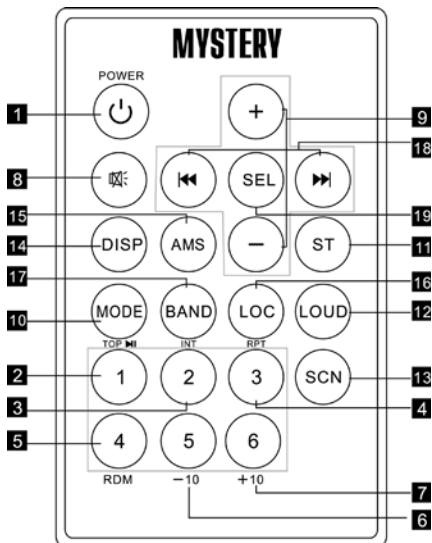 MYSTERY
POWER
1
+
9
18
8
SEL
19
15
14
DISP
AMS
−
ST
11
17
16
10
MODE
BAND
LOC
LOUD
12
TOP
INT
RPT
2
1
2
3
SCN
13
3
4
5
4
5
6
RDM
−10
+10
7
6